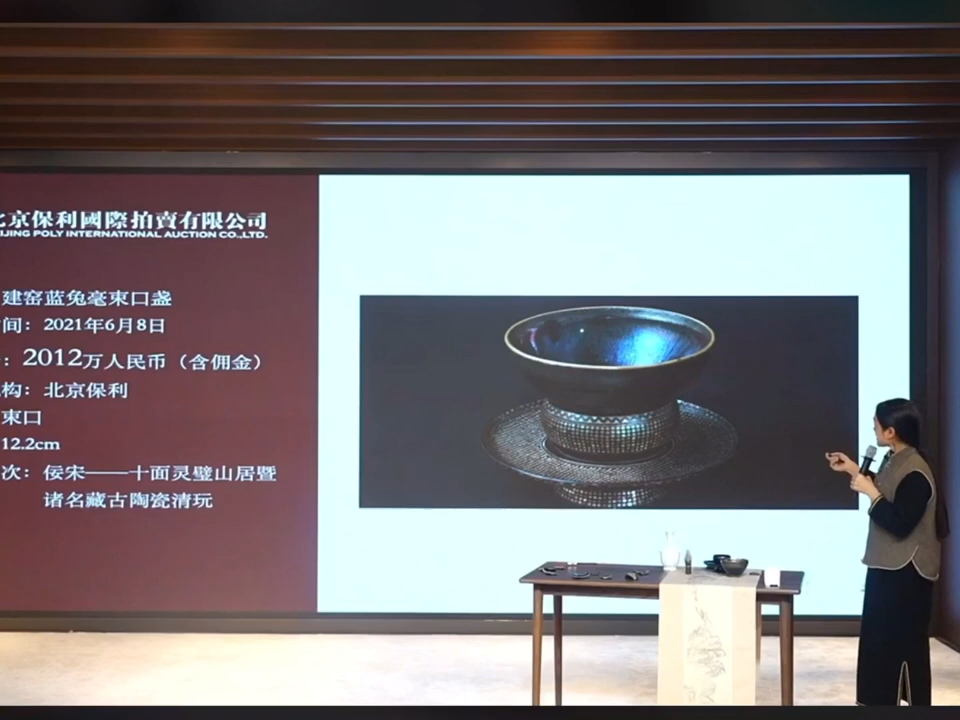 北京保利國際拍賣有限公司
IJING POLY INTERNATIONAL AUCTION CO.,LTD.
建窑蓝兔毫束口盏
间：2021年6月8日
：2012万人民币（含佣金）
构：北京保利
束口
12.2cm
次：佞宋——十面灵璧山居暨
诸名藏古陶瓷清玩